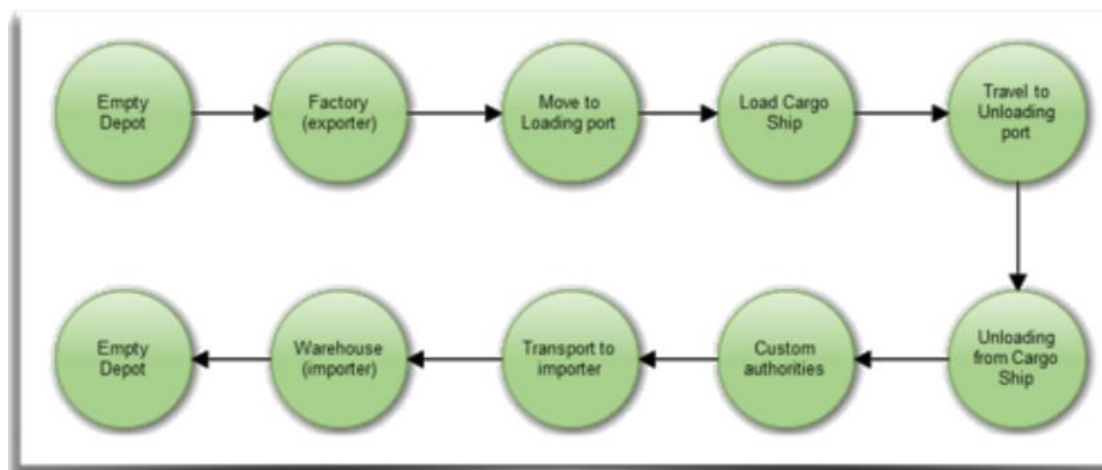 Empty
Depot
Factory
(exporter)
Move to
Loading port
Load Cargo
Ship
Travel to
Unloading
port
Unloading
from Cargo
Ship
Custom
authorities
Transport to
importer
Warehouse
(importer)
Empty
Depot